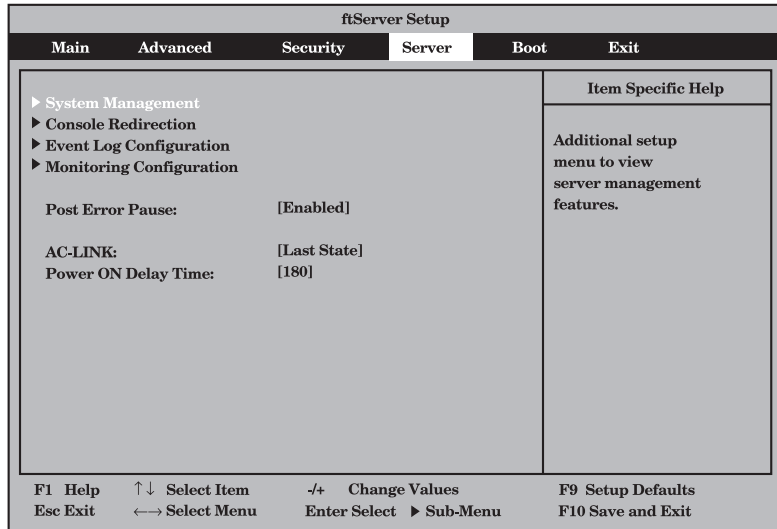 ftServer Setup
Main Advanced Security Server Boot Exit
▶ System Management
▶ Console Redirection
▶ Event Log Configuration
▶ Monitoring Configuration
Post Error Pause: [Enabled]
AC-LINK: [Last State]
Power ON Delay Time: [180]
Item Specific Help
Additional setup
menu to view
server management
features.
F1 Help ↑↓ Select Item -/+ Change Values F9 Setup Defaults
Esc Exit ←→ Select Menu Enter Select ▶ Sub-Menu F10 Save and Exit